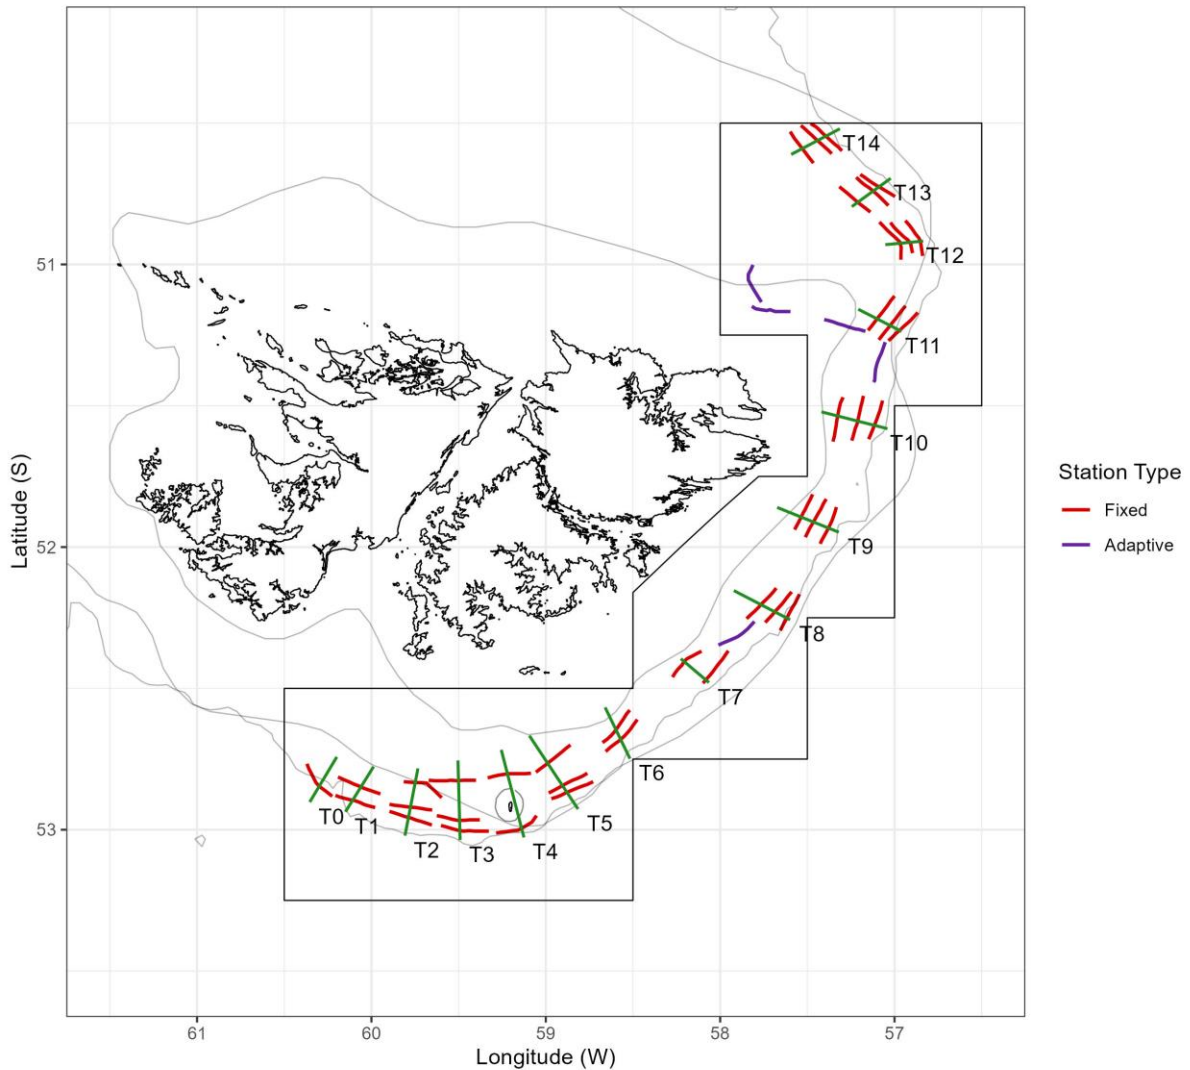 T14
T13
T12
T11
T10
T9
T8
T7
T6
T5
T4
T3
T2
T1
T0
51
52
53
Latitude (S)
61
60
59
58
57
Longitude (W)
Station Type
Fixed
Adaptive